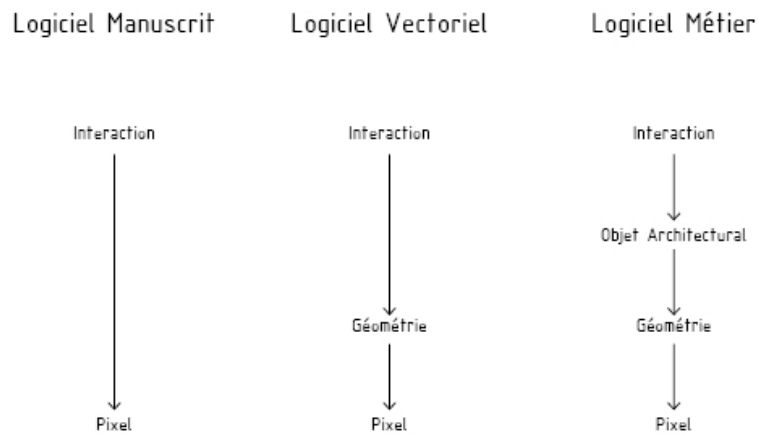 Logiciel Manuscrit
Logiciel Vectoriel
Logiciel Métier
Interaction
Interaction
Interaction
Objet Architectural
Géométrie
Géométrie
Pixel
Pixel
Pixel